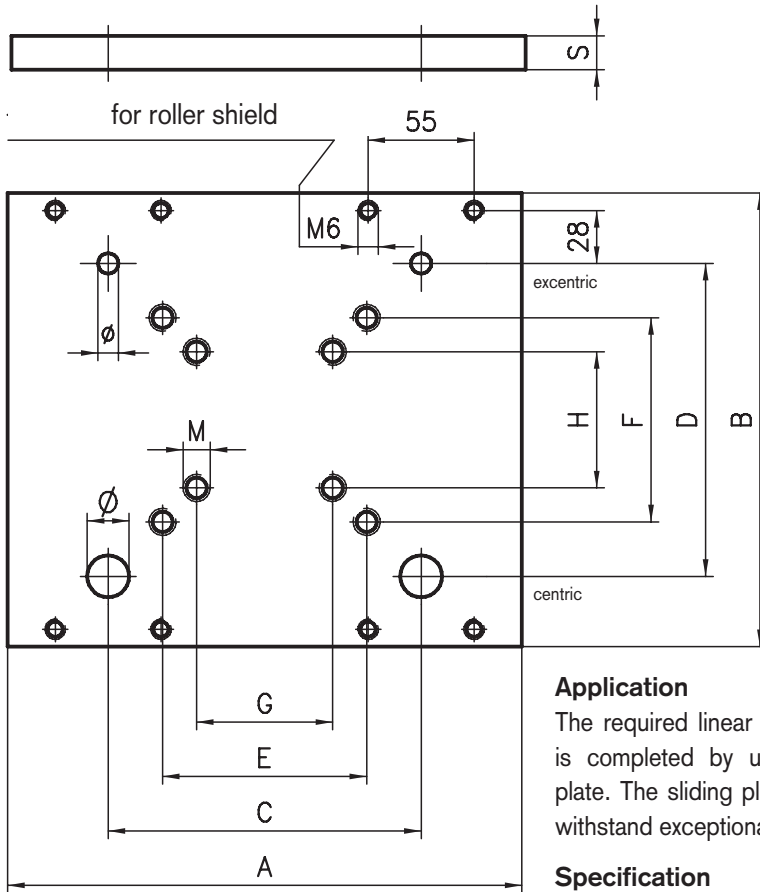 S
for roller shield
55
M6
28
excentric
ø
M
H
F
D
B
Ø
centric
G
E
C
A
Application
The required linear
is completed by u
plate. The sliding pl
withstand exceptiona
Specification